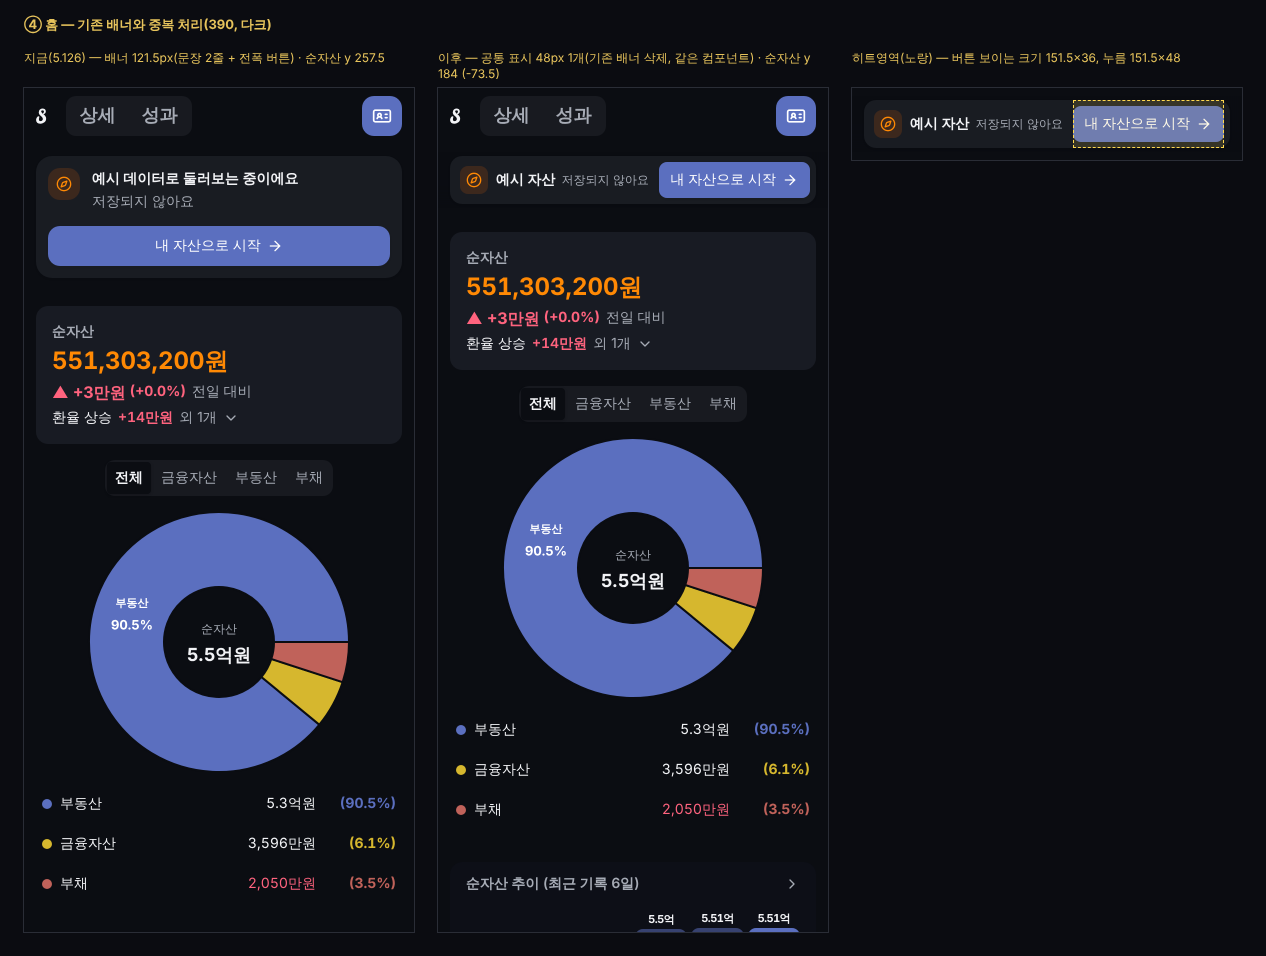 ④ 홈 — 기존 배너와 중복 처리(390, 다크)
지금(5.126) — 배너 121.5px(문장 2줄 + 전폭 버튼) · 순자산 y 257.5
상세 성과
예시 데이터로 둘러보는 중이에요
저장되지 않아요
내 자산으로 시작 →
순자산
551,303,200원
▲ +3만원 (+0.0%) 전일 대비
환율 상승 +14만원 외 1개
전체 금융자산 부동산 부채
부동산
90.5%
순자산
5.5억원
부동산 5.3억원 (90.5%)
금융자산 3,596만원 (6.1%)
부채 2,050만원 (3.5%)
이후 — 공통 표시 48px 1개(기존 배너 삭제, 같은 컴포넌트) · 순자산 y
184 (-73.5)
상세 성과
예시 자산 저장되지 않아요 내 자산으로 시작 →
순자산
551,303,200원
▲ +3만원 (+0.0%) 전일 대비
환율 상승 +14만원 외 1개
전체 금융자산 부동산 부채
부동산
90.5%
순자산
5.5억원
부동산 5.3억원 (90.5%)
금융자산 3,596만원 (6.1%)
부채 2,050만원 (3.5%)
순자산 추이 (최근 기록 6일)
5.5억 5.51억 5.51억
히트영역(노랑) — 버튼 보이는 크기 151.5×36, 누름 151.5×48
예시 자산 저장되지 않아요 내 자산으로 시작 →